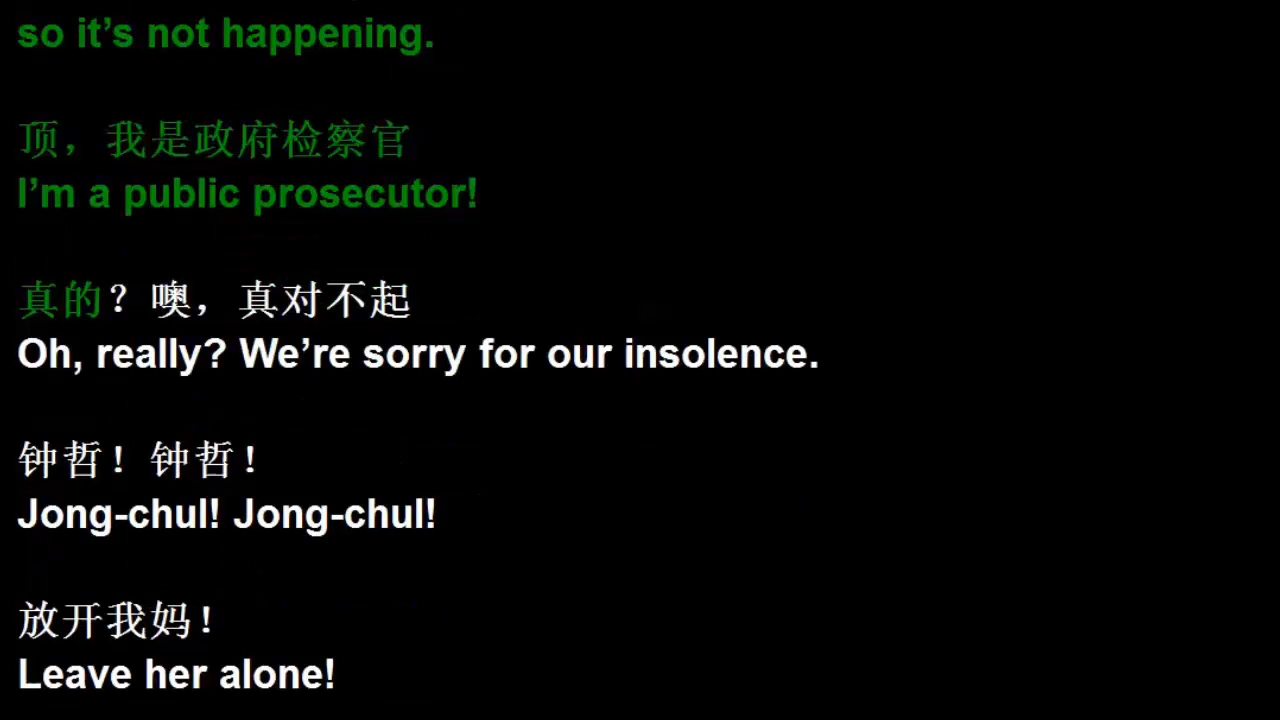 so it’s not happening.
顶，我是政府检察官
I’m a public prosecutor!
真的？噢，真对不起
Oh, really? We’re sorry for our insolence.
钟哲！钟哲！
Jong-chul! Jong-chul!
放开我妈！
Leave her alone!